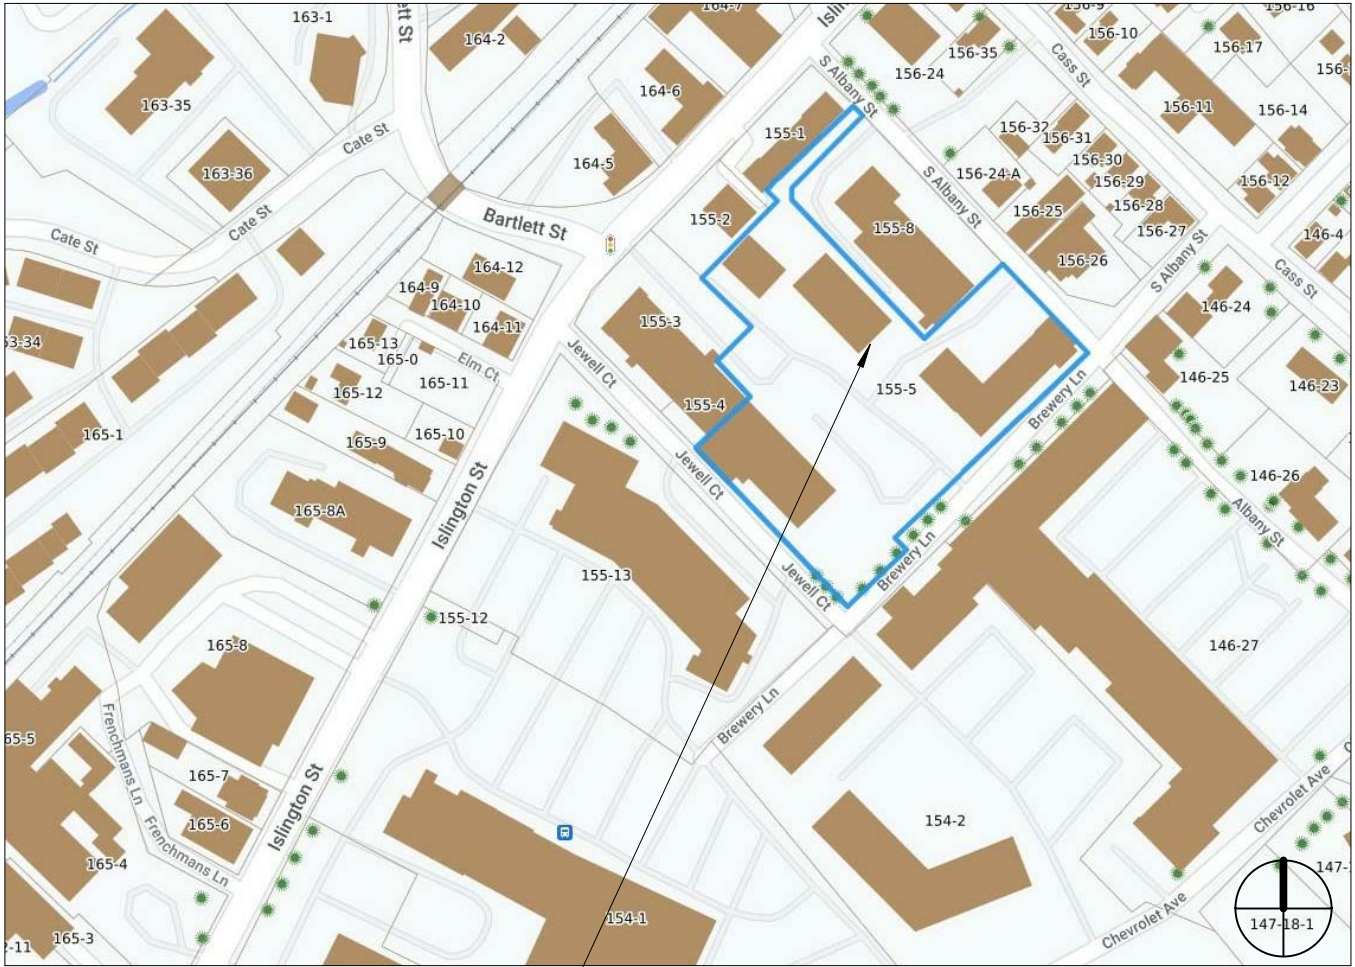 163-1
ett St
164-2
164-7
Islin
156-9
156-10
156-16
156-17
156-35
156-24
Cass St
156-
163-35
164-6
S Albany St
156-11
156-14
Cate St
155-1
156-32
156-31
164-5
156-30
163-36
156-24-A
156-29
156-12
S Albany St
156-28
156-25
Cate St
Bartlett St
155-2
155-8
156-27
146-4
Cate St
156-26
S Albany St
Cass St
164-12
164-9
164-10
146-24
164-11
155-3
63-34
165-13
165-0
Elm Ct
Jewell Ct
165-11
155-5
146-25
146-23
165-12
155-4
Brewery Ln
165-1
165-10
165-9
Jewell Ct
146-26
Islington St
165-8A
Albany St
Brewery Ln
155-13
Jewell Ct
155-12
165-8
146-27
Brewery Ln
65-5
Frenchmans Ln
165-7
Islington St
Chevrolet Ave
165-6
154-2
Frenchmans Ln
165-4
147-
154-1
Chevrolet Ave
147-18-1
165-3
2-11